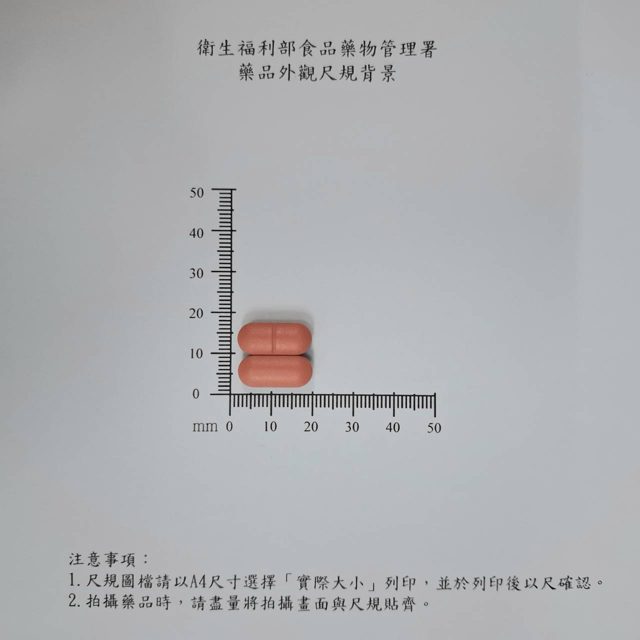 衛生福利部食品藥物管理署
藥品外觀尺規背景
50
40
30
20
10
0
mm 0 10 20 30 40 50
注意事項：
1. 尺規圖檔請以A4尺寸選擇「實際大小」列印，並於列印後以尺確認。
2. 拍攝藥品時，請盡量將拍攝畫面與尺規貼齊。